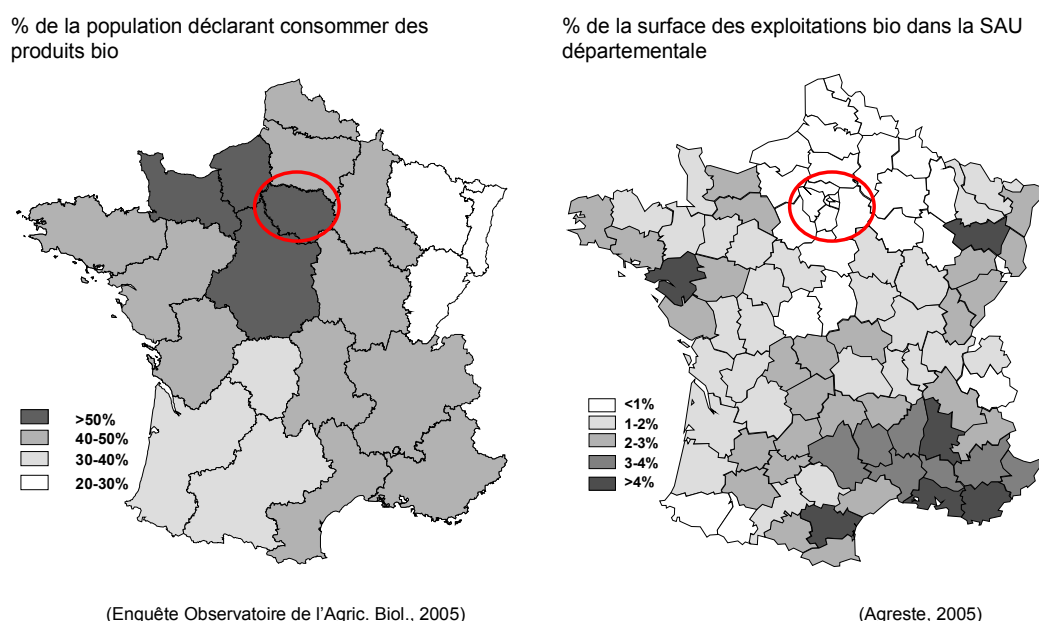 % de la population déclarant consommer des
produits bio
>50%
40-50%
30-40%
20-30%
(Enquête Observatoire de l'Agric. Biol., 2005)
% de la surface des exploitations bio dans la SAU
départementale
<1%
1-2%
2-3%
3-4%
>4%
(Agreste, 2005)